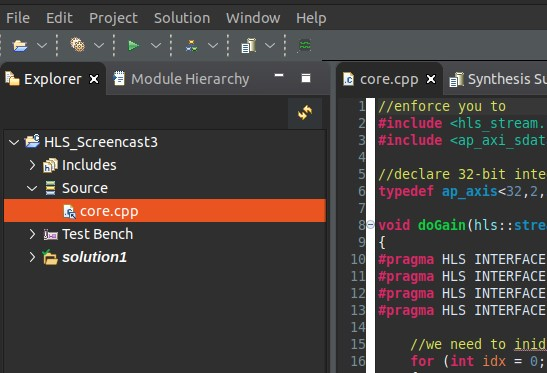 File Edit Project Solution Window Help
Explorer
Module Hierarchy
HLS_Screencast3
Includes
Source
core.cpp
Test Bench
solution1
core.cpp
Synthesis Su
1 //enforce you to
2 #include <hls_stream.
3 #include <ap_axi_sdat
4
5 //declare 32-bit inte
6 typedef ap_axis<32,2,
7
8 void doGain(hls::stre
9 {
10 #pragma HLS INTERFACE
11 #pragma HLS INTERFACE
12 #pragma HLS INTERFACE
13 #pragma HLS INTERFACE
14
15 //we need to inid
16 for (int idx = 0;